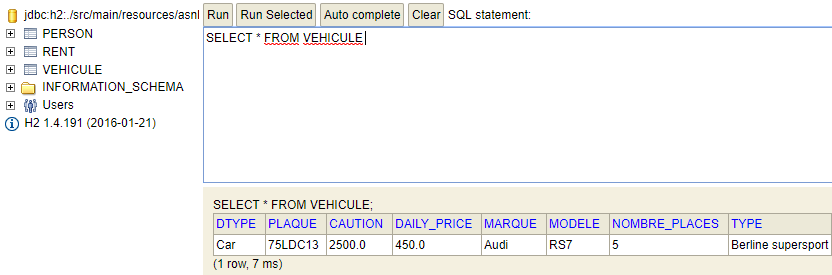 jdbc:h2:./src/main/resources/asnl
PERSON
RENT
VEHICULE
INFORMATION_SCHEMA
Users
H2 1.4.191 (2016-01-21)
Run Run Selected Auto complete Clear SQL statement:
SELECT * FROM VEHICULE
SELECT * FROM VEHICULE;
DTYPE PLAQUE CAUTION DAILY_PRICE MARQUE MODELE NOMBRE_PLACES TYPE
Car 75LDC13 2500.0 450.0 Audi RS7 5 Berline supersport
(1 row, 7 ms)